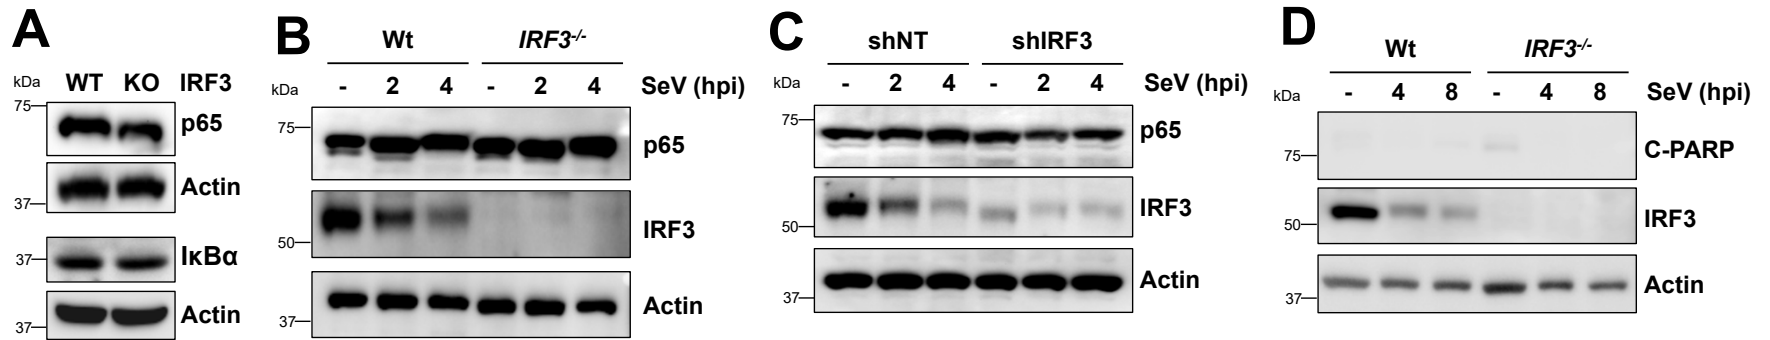 A
kDa WT KO IRF3
75 p65
Actin
37
37 IκBα
Actin
37
B
Wt IRF3-/-
kDa - 2 4 - 2 4 SeV (hpi)
75 p65
IRF3
50
Actin
37
C
shNT shIRF3
kDa - 2 4 - 2 4 SeV (hpi)
75 p65
IRF3
50
Actin
37
D
Wt IRF3-/-
kDa - 4 8 - 4 8 SeV (hpi)
C-PARP
75
IRF3
50
Actin
37